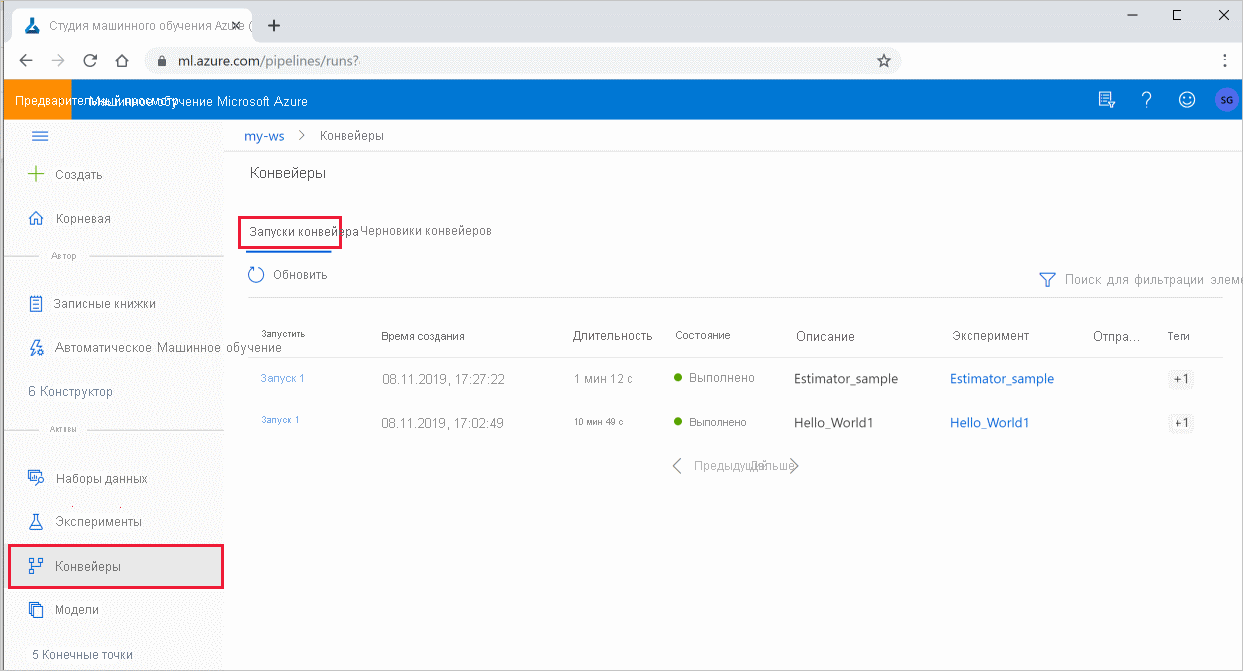 Студия машинного обучения Azure (
ml.azure.com/pipelines/runs?
Предварительный просмотр Машинное обучение Microsoft Azure
SG
my-ws > Конвейеры
Создать
Конвейеры
Корневая
Запуски конвейера Черновики конвейеров
Автор
Обновить
Поиск для фильтрации элеме
Записные книжки
Запустить Время создания Длительность Состояние Описание Эксперимент Отпра... Теги
Автоматическое Машинное обучение
Запуск 1 08.11.2019, 17:27:22 1 мин 12 с Выполнено Estimator_sample Estimator_sample +1
6 Конструктор
Запуск 1 08.11.2019, 17:02:49 10 мин 49 с Выполнено Hello_World1 Hello_World1 +1
Активы
Предыдущая Дальше
Наборы данных
Эксперименты
Конвейеры
Модели
5 Конечные точки